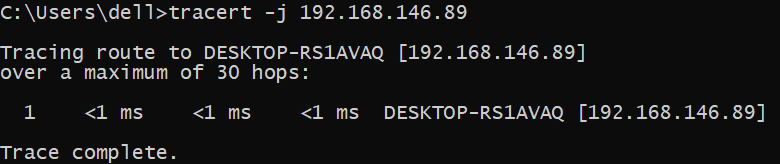 C:\Users\dell>tracert -j 192.168.146.89
Tracing route to DESKTOP-RS1AVAQ [192.168.146.89]
over a maximum of 30 hops:
1 <1 ms <1 ms <1 ms DESKTOP-RS1AVAQ [192.168.146.89]
Trace complete.